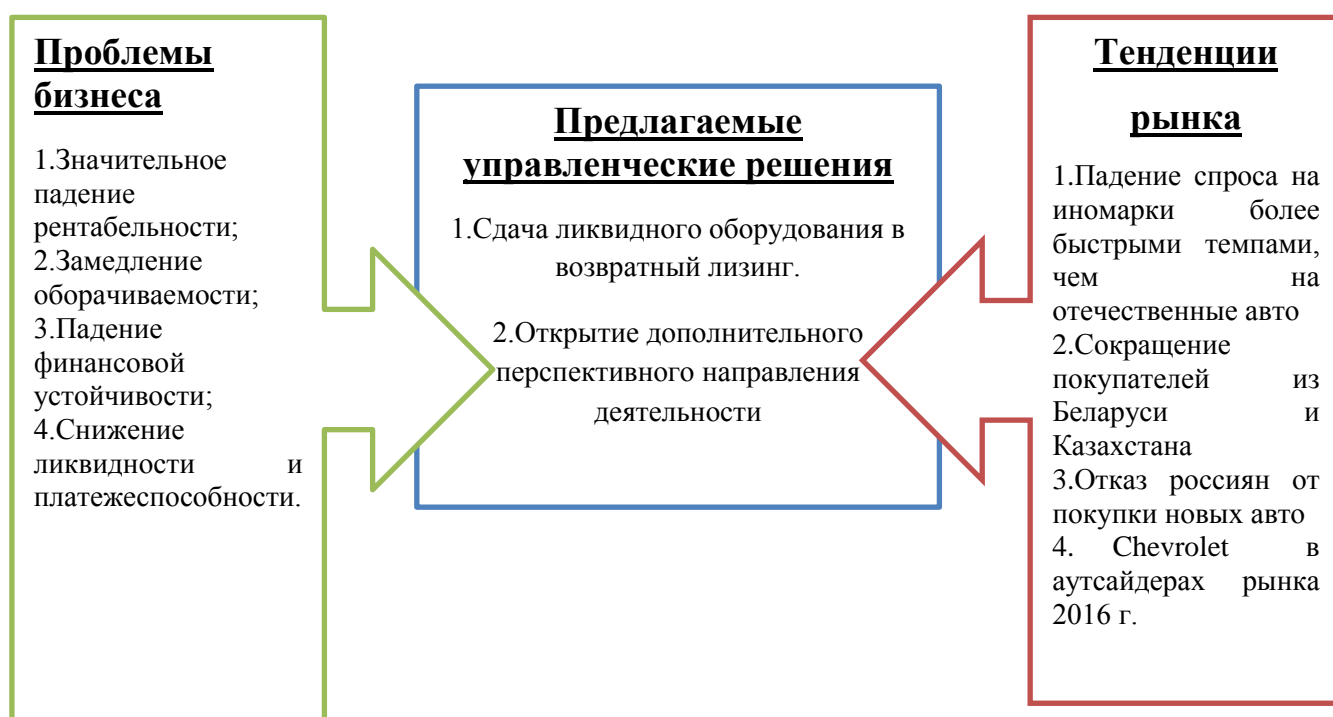 Проблемы
бизнеса
1.Значительное
падение
рентабельности;
2.Замедление
оборачиваемости;
3.Падение
финансовой
устойчивости;
4.Снижение
ликвидности и
платежеспособности.
Предлагаемые
управленческие решения
1.Сдача ликвидного оборудования в
возвратный лизинг.
2.Открытие дополнительного
перспективного направления
деятельности
Тенденции
рынка
1.Падение спроса на
иномарки более
быстрыми темпами,
чем на
отечественные авто
2.Сокращение
покупателей из
Беларуси и
Казахстана
3.Отказ россиян от
покупки новых авто
4. Chevrolet в
аутсайдерах рынка
2016 г.